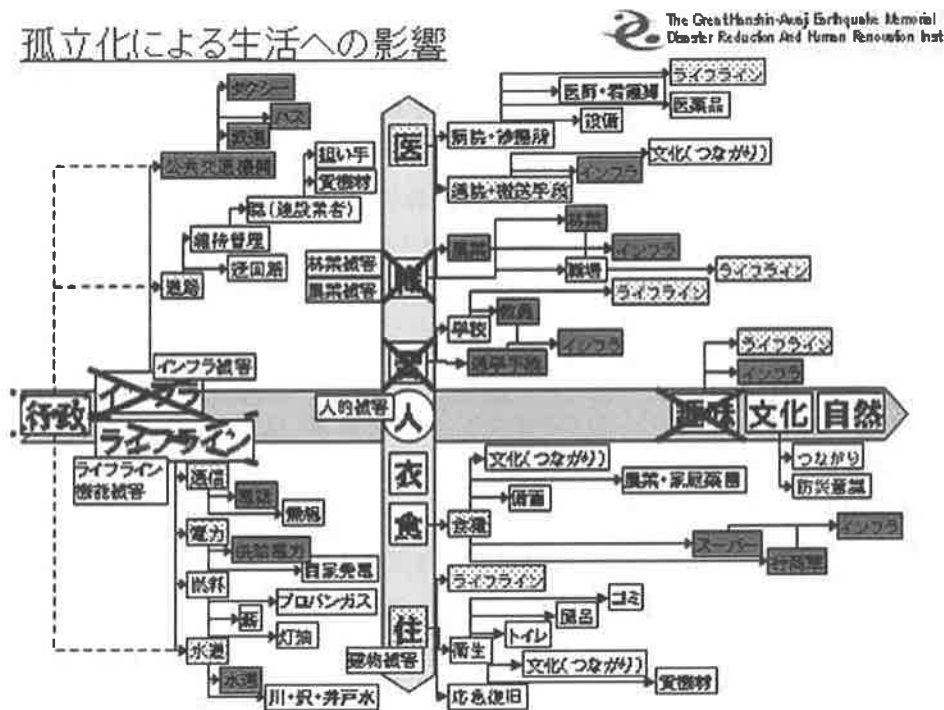 孤立化による生活への影響
The Great Hanshin-Awaji Earthquake Memorial
Disaster Reduction And Human Renovation Inst
タクシー
バス
鉄道
公共交通機関
担い手
資機材
維持管理
迂回路
道路
医
病院・診療所
ライフライン
医師・看護婦
医薬品
設備
文化(つながり)
インフラ
通院・搬送手段
林業
農業
インフラ
職場
ライフライン
林業被害
農業被害
ライフライン
教員
学校
インフラ
通学手段
インフラ被害
インフラ
行政
ライフライン
ライフライン
機能被害
人的被害
人
ライフライン
インフラ
趣味
文化
自然
つながり
防災意識
通信
電話
無線
電力
供給電力
自家発電
燃料
プロパンガス
薪
灯油
水道
水道
川・沢・井戸水
衣
食
住
建物被害
文化(つながり)
農業・家庭菜園
備蓄
食糧
スーパー
インフラ
行商等
ライフライン
ゴミ
風呂
トイレ
衛生
文化(つながり)
資機材
応急復旧